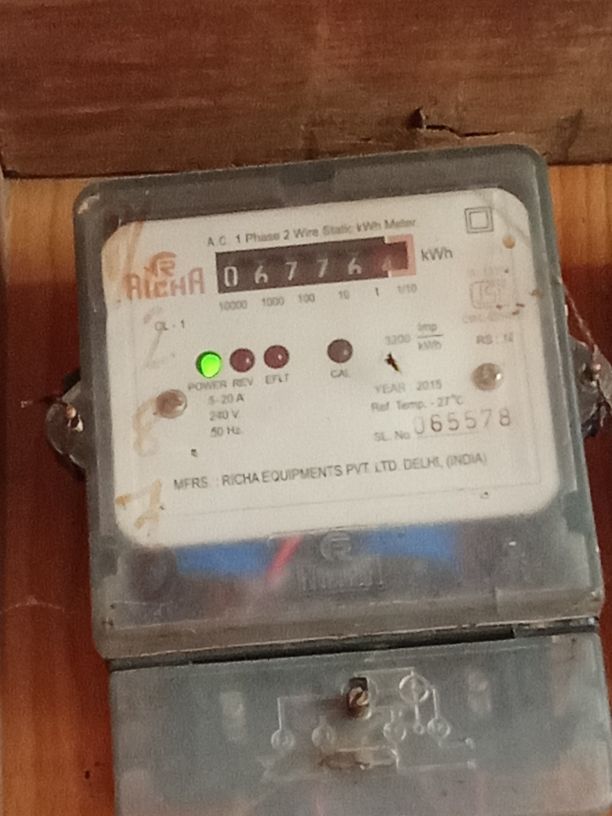 A.C. 1 Phase 2 Wire Static kWh Meter
RICHA
067764 kWh
10000 1000 100 10 1 1/10
GL - 1
3200 Imp/kWh
POWER REV EFLT CAL
5-20 A
240 V.
50 Hz.
YEAR : 2015
Ref. Temp. - 27°C
SL. No. 065578
MFRS. : RICHA EQUIPMENTS PVT. LTD. DELHI, (INDIA)